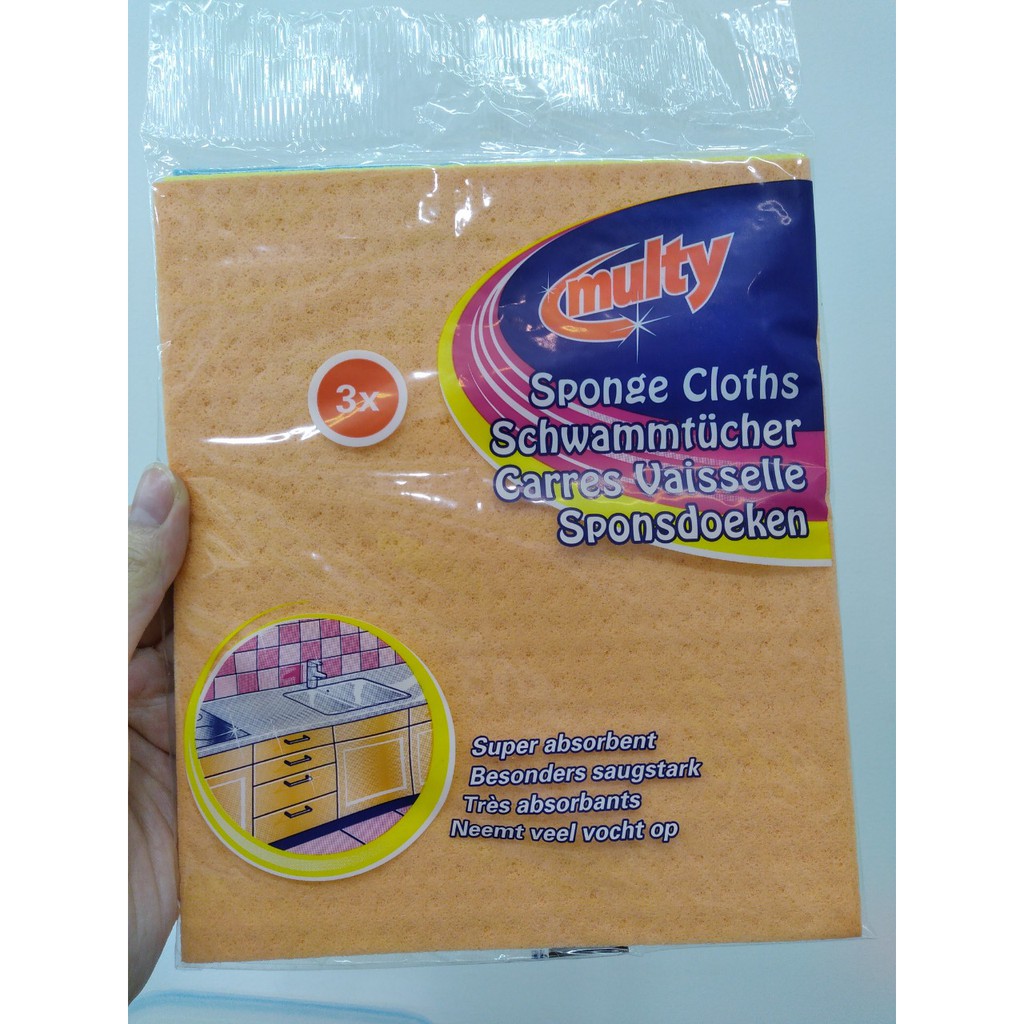 multy
Sponge Cloths
Schwammtücher
Carres Vaisselle
Sponsdoeken
3x
Super absorbent
Besonders saugstark
Très absorbants
Neemt veel vocht op